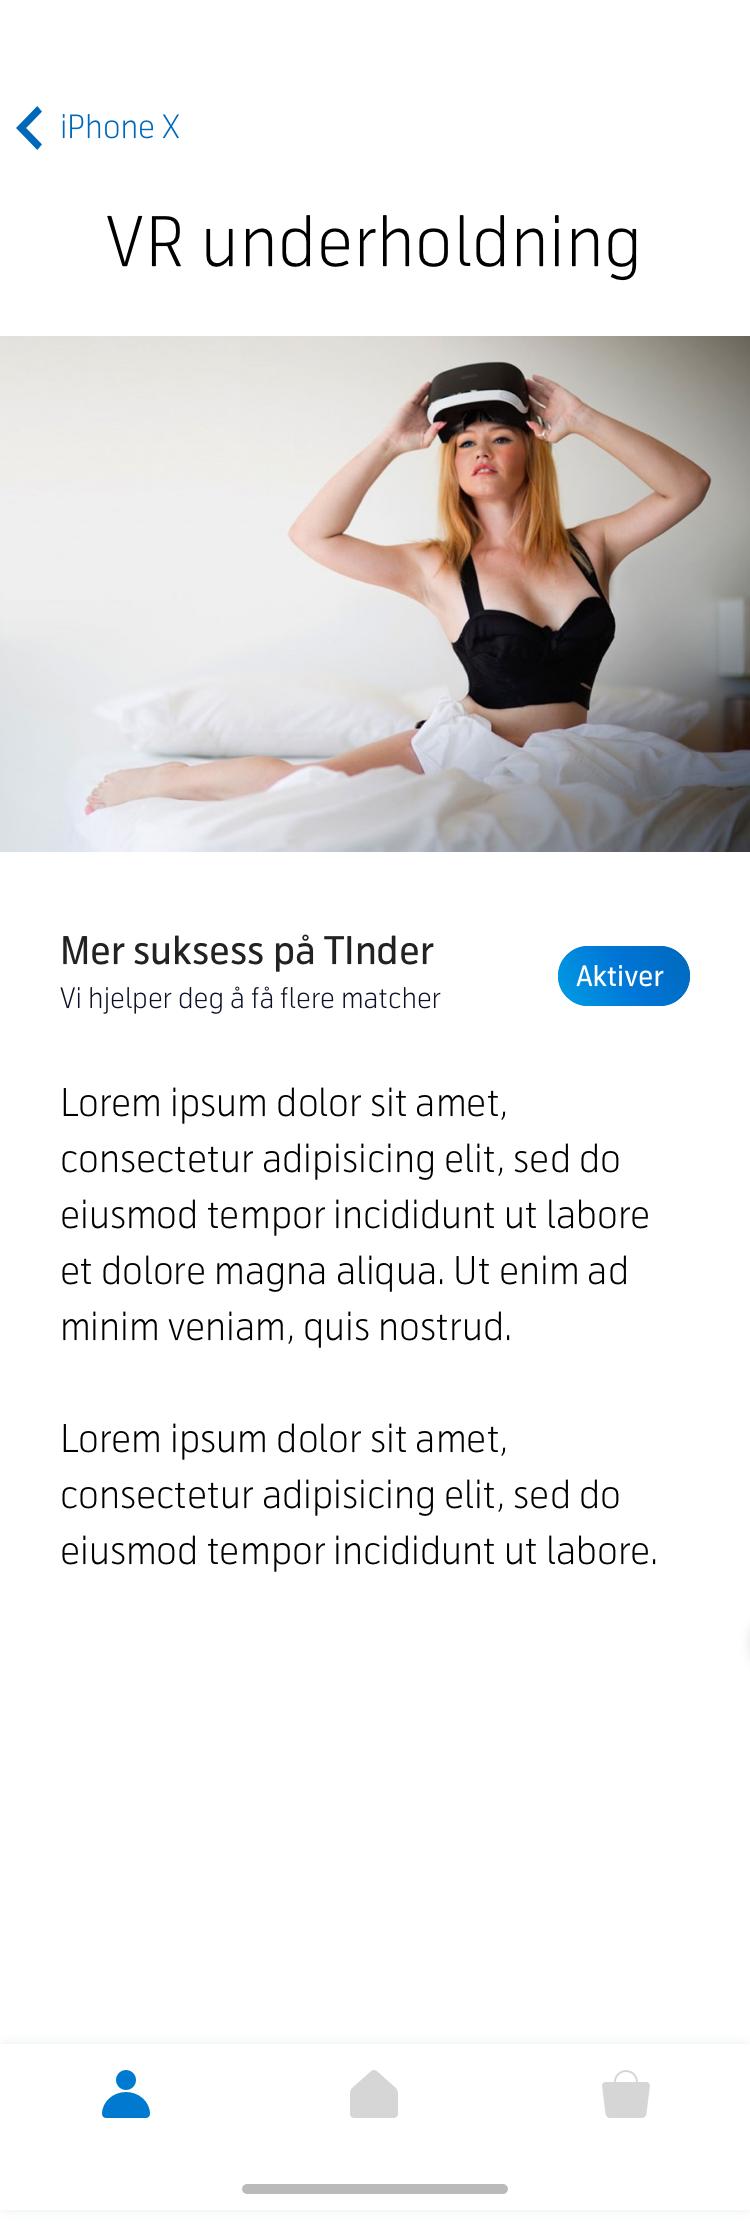 iPhone X
VR underholdning
Mer suksess på TInder
Vi hjelper deg å få flere matcher
Aktiver
Lorem ipsum dolor sit amet,
consectetur adipisicing elit, sed do
eiusmod tempor incididunt ut labore
et dolore magna aliqua. Ut enim ad
minim veniam, quis nostrud.
Lorem ipsum dolor sit amet,
consectetur adipisicing elit, sed do
eiusmod tempor incididunt ut labore.